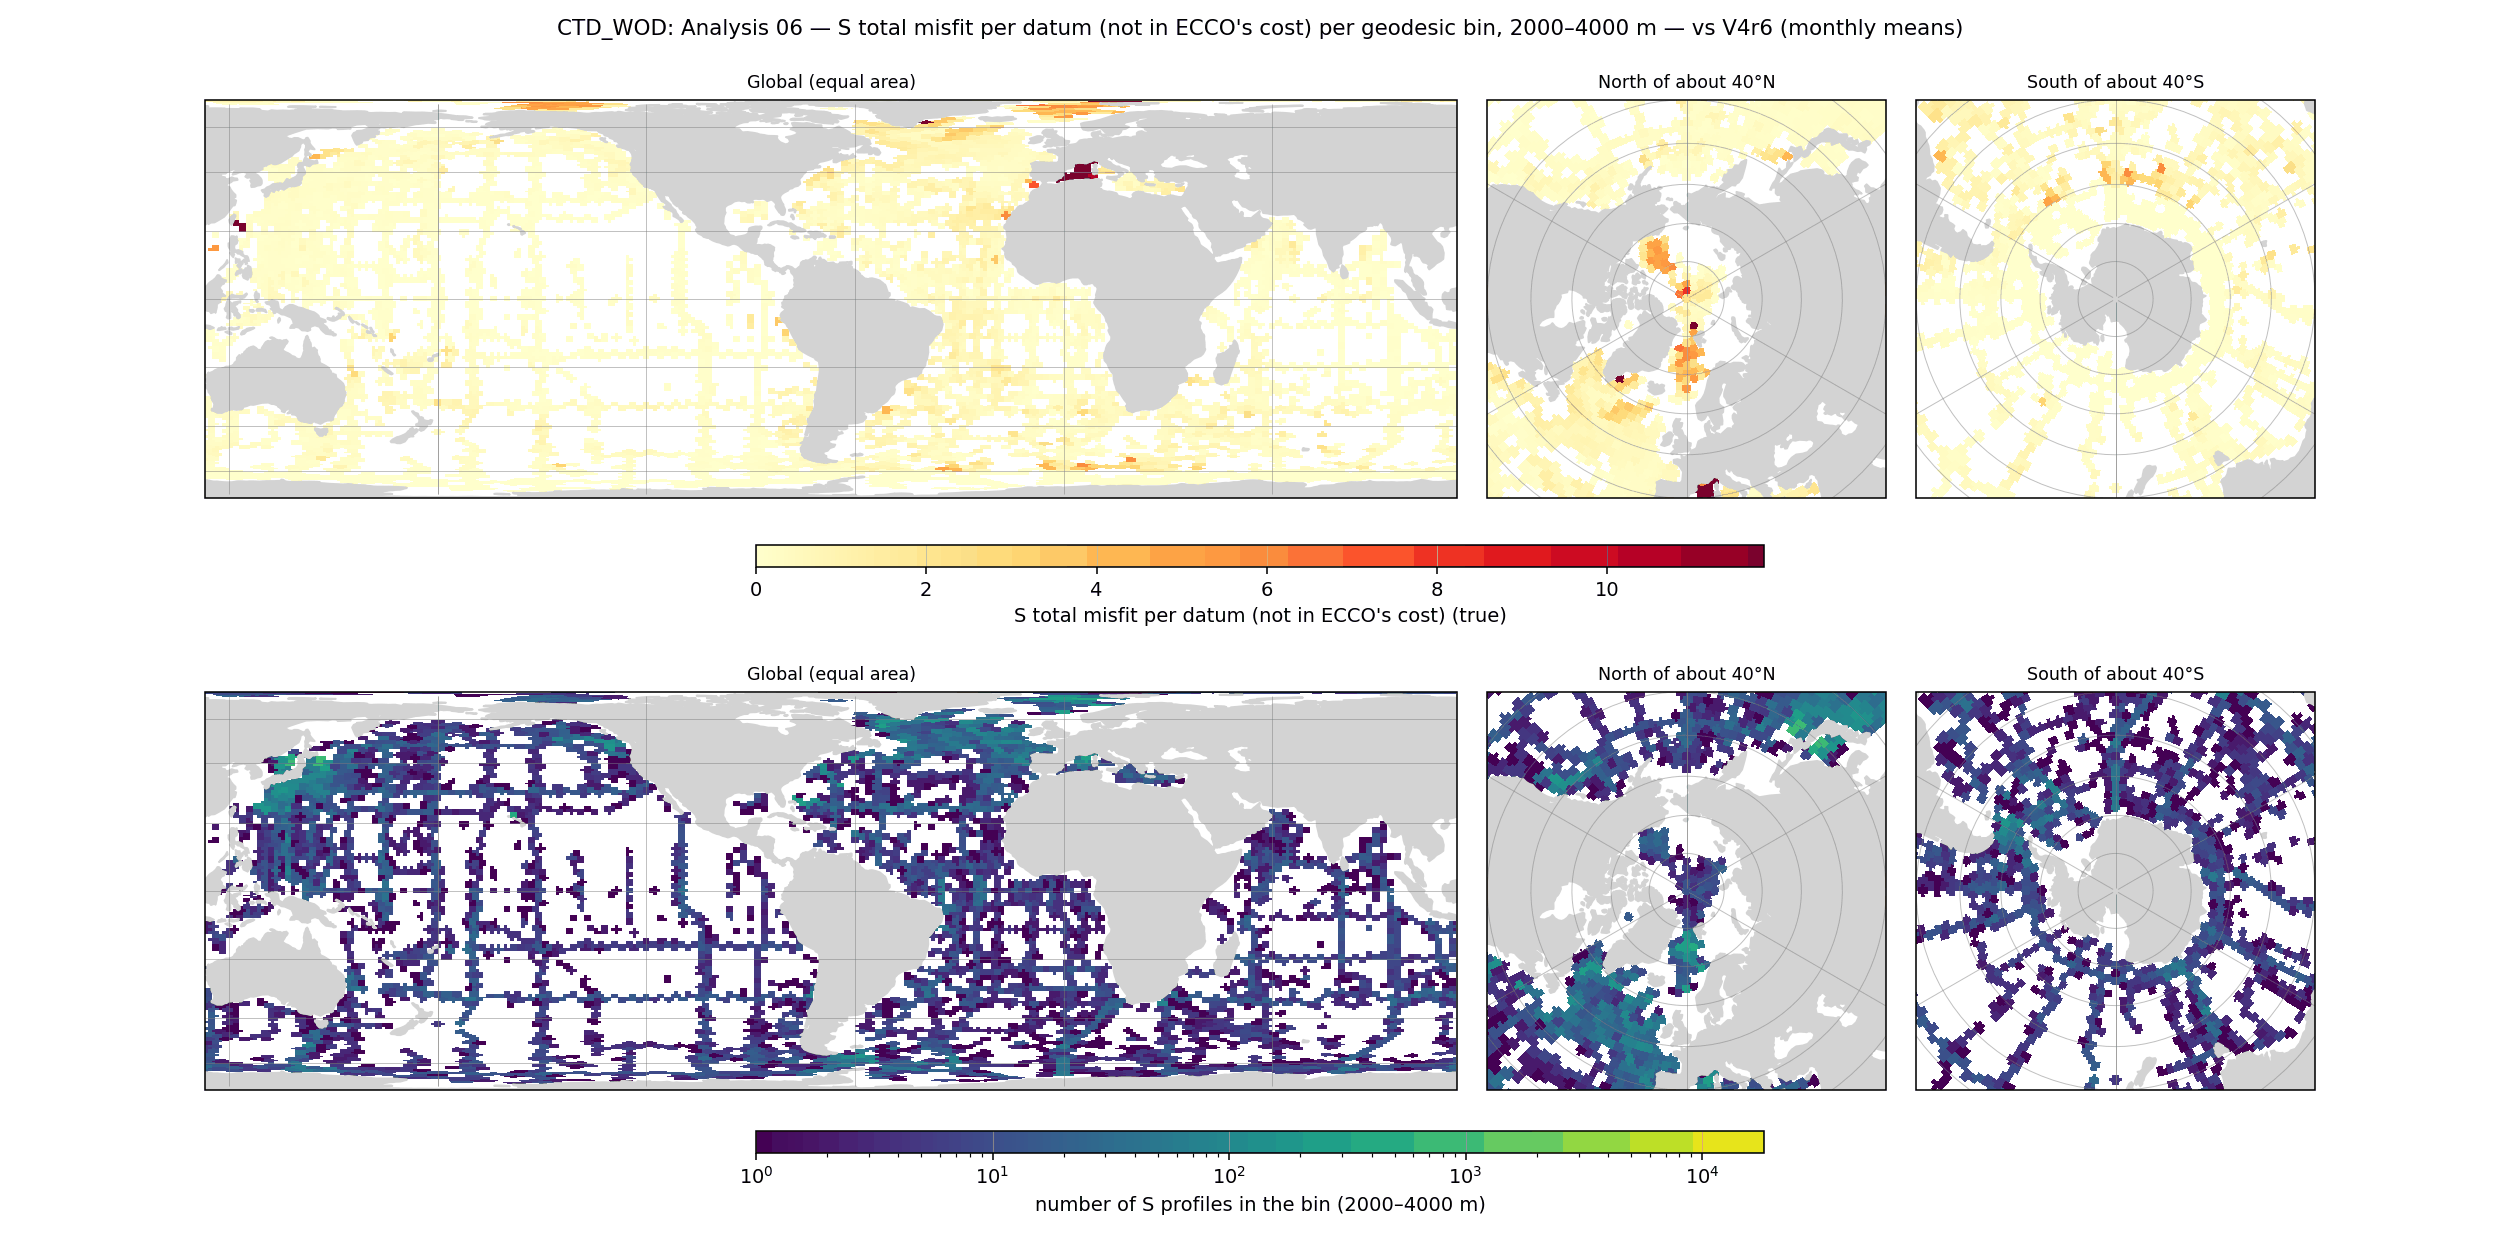 CTD_WOD: Analysis 06 — S total misfit per datum (not in ECCO's cost) per geodesic bin, 2000–4000 m — vs V4r6 (monthly means)
Global (equal area)
North of about 40°N
South of about 40°S
0 2 4 6 8 10
S total misfit per datum (not in ECCO's cost) (true)
Global (equal area)
North of about 40°N
South of about 40°S
10⁰ 10¹ 10² 10³ 10⁴
number of S profiles in the bin (2000–4000 m)